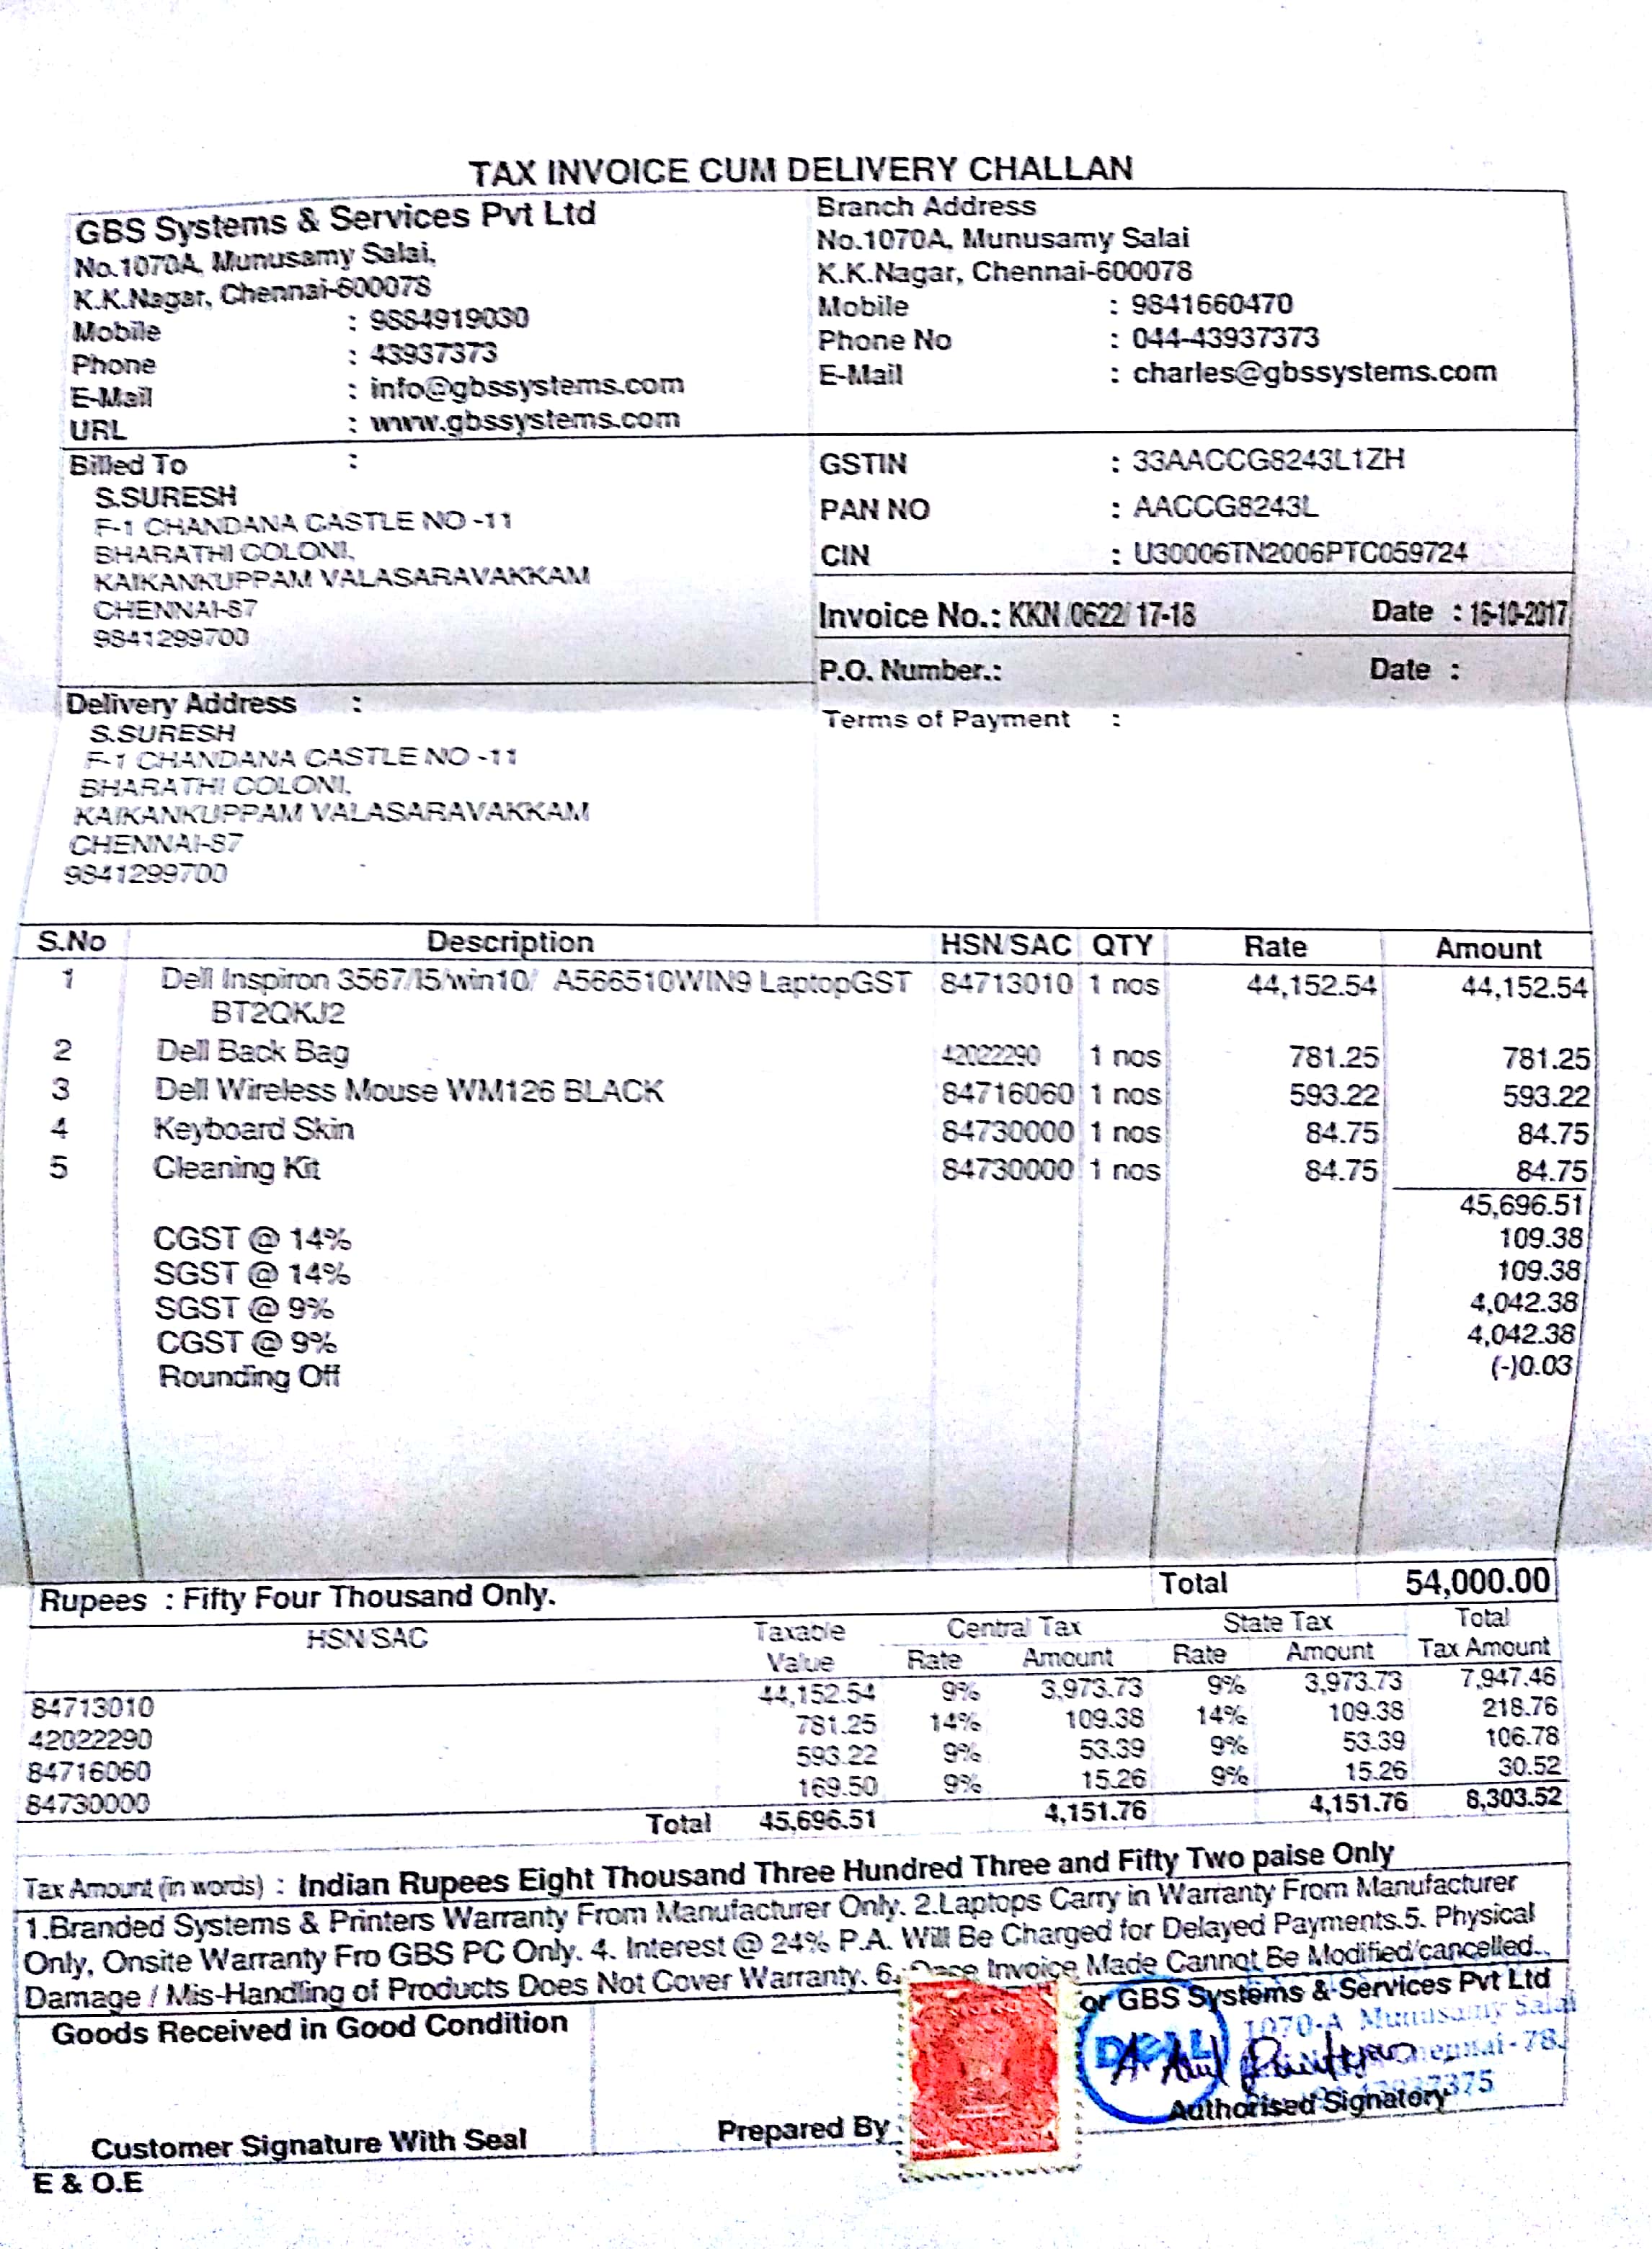 TAX INVOICE CUM DELIVERY CHALLAN
GBS Systems & Services Pvt Ltd
No.1070A, Munusamy Salai,
K.K.Nagar, Chennai-600078
Mobile : 9884919030
Phone : 43937373
E-Mail : info@gbssystems.com
URL : www.gbssystems.com
Branch Address
No.1070A, Munusamy Salai
K.K.Nagar, Chennai-600078
Mobile : 9841660470
Phone No : 044-43937373
E-Mail : charles@gbssystems.com
Billed To :
S.SURESH
F-1 CHANDANA CASTLE NO -11
BHARATHI COLONI,
KAIKANKUPPAM VALASARAVAKKAM
CHENNAI-87
9841299700
GSTIN : 33AACCG8243L1ZH
PAN NO : AACCG8243L
CIN : U30006TN2006PTC059724
Invoice No.: KKN/0622/17-18 Date : 16-10-2017
P.O. Number.: Date :
Delivery Address :
S.SURESH
F-1 CHANDANA CASTLE NO -11
BHARATHI COLONI,
KAIKANKUPPAM VALASARAVAKKAM
CHENNAI-87
9841299700
Terms of Payment :
S.No Description HSN/SAC QTY Rate Amount
1 Dell Inspiron 3567/15/win10/ A566510WIN9 LaptopGST 84713010 1 nos 44,152.54 44,152.54
BT2QKJ2
2 Dell Back Bag 42022290 1 nos 781.25 781.25
3 Dell Wireless Mouse WM126 BLACK 84716060 1 nos 593.22 593.22
4 Keyboard Skin 84730000 1 nos 84.75 84.75
5 Cleaning Kit 84730000 1 nos 84.75 84.75
45,696.51
CGST @ 14% 109.38
SGST @ 14% 109.38
SGST @ 9% 4,042.38
CGST @ 9% 4,042.38
Rounding Off (-)0.03
Rupees : Fifty Four Thousand Only. Total 54,000.00
HSN/SAC Taxable Central Tax State Tax Total
Value Rate Amount Rate Amount Tax Amount
84713010 44,152.54 9% 3,973.73 9% 3,973.73 7,947.46
42022290 781.25 14% 109.38 14% 109.38 218.76
84716060 593.22 9% 53.39 9% 53.39 106.78
84730000 169.50 9% 15.26 9% 15.26 30.52
Total 45,696.51 4,151.76 4,151.76 8,303.52
Tax Amount (in words) : Indian Rupees Eight Thousand Three Hundred Three and Fifty Two paise Only
1.Branded Systems & Printers Warranty From Manufacturer Only. 2.Laptops Carry in Warranty From Manufacturer
Only, Onsite Warranty Fro GBS PC Only. 4. Interest @ 24% P.A. Will Be Charged for Delayed Payments.5. Physical
Damage / Mis-Handling of Products Does Not Cover Warranty. 6. Once Invoice Made Cannot Be Modified/cancelled..
Goods Received in Good Condition
or GBS Systems & Services Pvt Ltd
1070-A Munusamy Salai
DELL
Chennai-78.
Authorised Signatory
Prepared By
Customer Signature With Seal
E & O.E